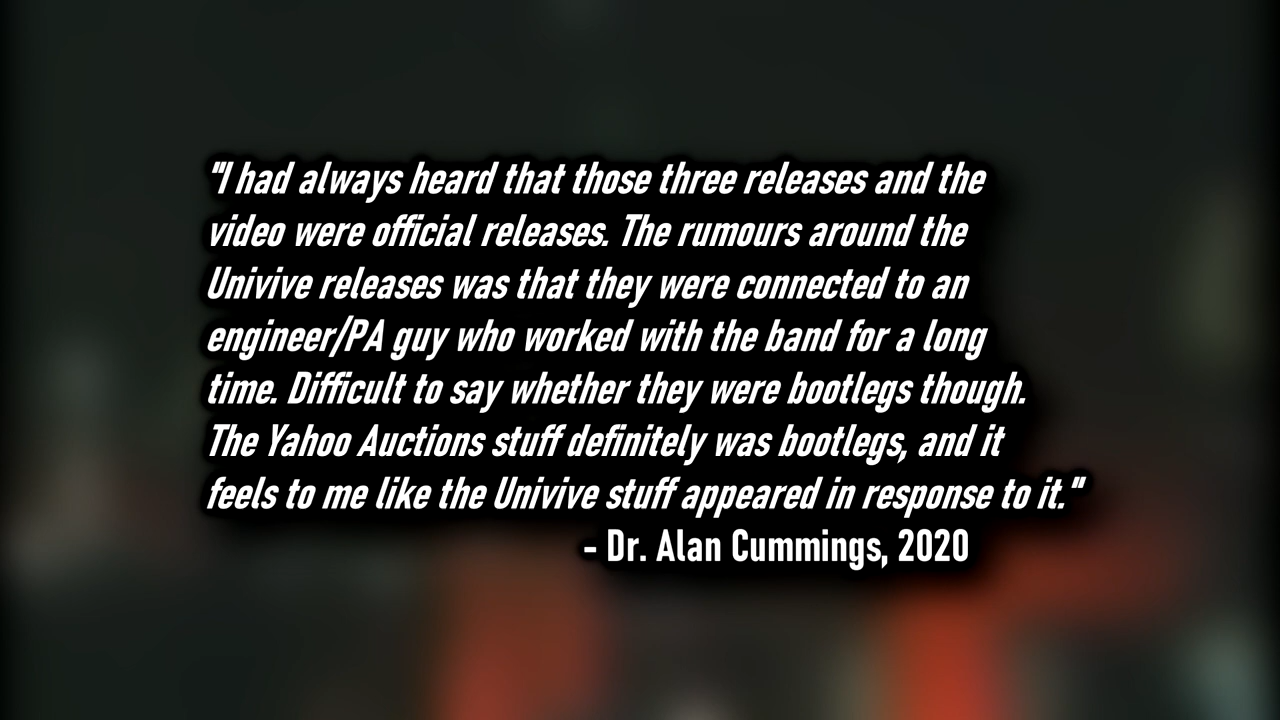 "I had always heard that those three releases and the
video were official releases. The rumours around the
Univive releases was that they were connected to an
engineer/PA guy who worked with the band for a long
time. Difficult to say whether they were bootlegs though.
The Yahoo Auctions stuff definitely was bootlegs, and it
feels to me like the Univive stuff appeared in response to it."
- Dr. Alan Cummings, 2020